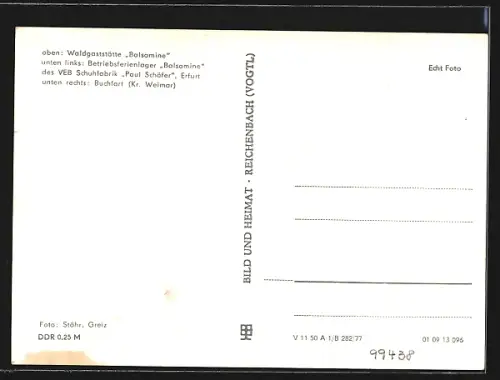 oben: Waldgaststätte „Balsamine"
unten links: Betriebsferienlager „Balsamine"
des VEB Schuhfabrik „Paul Schäfer", Erfurt
unten rechts: Buchfart (Kr. Weimar)
Echt Foto
BILD UND HEIMAT · REICHENBACH (VOGTL)
Foto: Stöhr, Greiz
DDR 0,25 M
V 11 50 A 1/B 282/77
01 09 13 096
99438